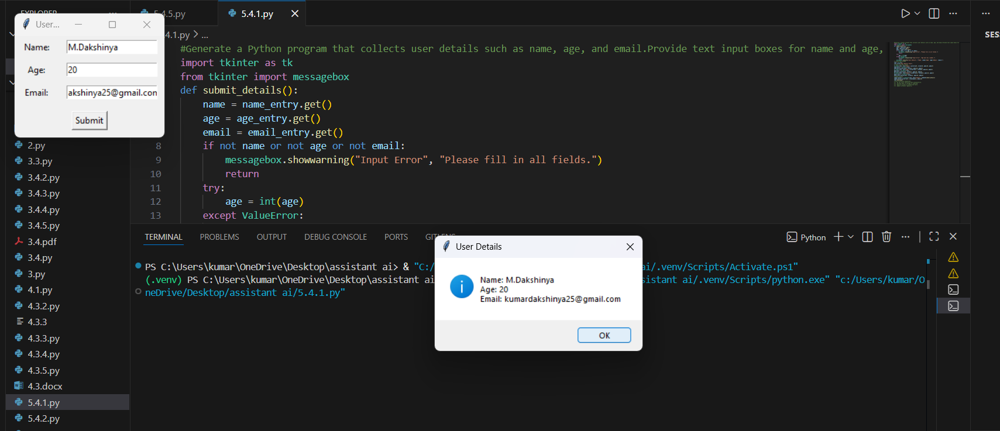 EXPLORER
5.4.5.py
5.4.1.py
User...
Name: M.Dakshinya
Age: 20
Email: akshinya25@gmail.con
Submit
4.1.py > ...
#Generate a Python program that collects user details such as name, age, and email.Provide text input boxes for name and age,
import tkinter as tk
from tkinter import messagebox
def submit_details():
name = name_entry.get()
age = age_entry.get()
email = email_entry.get()
8 if not name or not age or not email:
9 messagebox.showwarning("Input Error", "Please fill in all fields.")
10 return
11 try:
12 age = int(age)
13 except ValueError:
SES
2.py
3.3.py
3.4.2.py
3.4.3.py
3.4.4.py
3.4.5.py
3.4.pdf
3.4.py
3.py
4.1.py
4.3.2.py
4.3.3
4.3.3.py
4.3.4.py
4.3.5.py
4.3.docx
5.4.1.py
5.4.2.py
TERMINAL PROBLEMS OUTPUT DEBUG CONSOLE PORTS GITLENS
Python
PS C:\Users\kumar\OneDrive\Desktop\assistant ai> & "C:/ ai/.venv/Scripts/Activate.ps1"
(.venv) PS C:\Users\kumar\OneDrive\Desktop\assistant ai sistant ai/.venv/Scripts/python.exe" "c:/Users/kumar/O
neDrive/Desktop/assistant ai/5.4.1.py"
User Details
Name: M.Dakshinya
Age: 20
Email: kumardakshinya25@gmail.com
OK